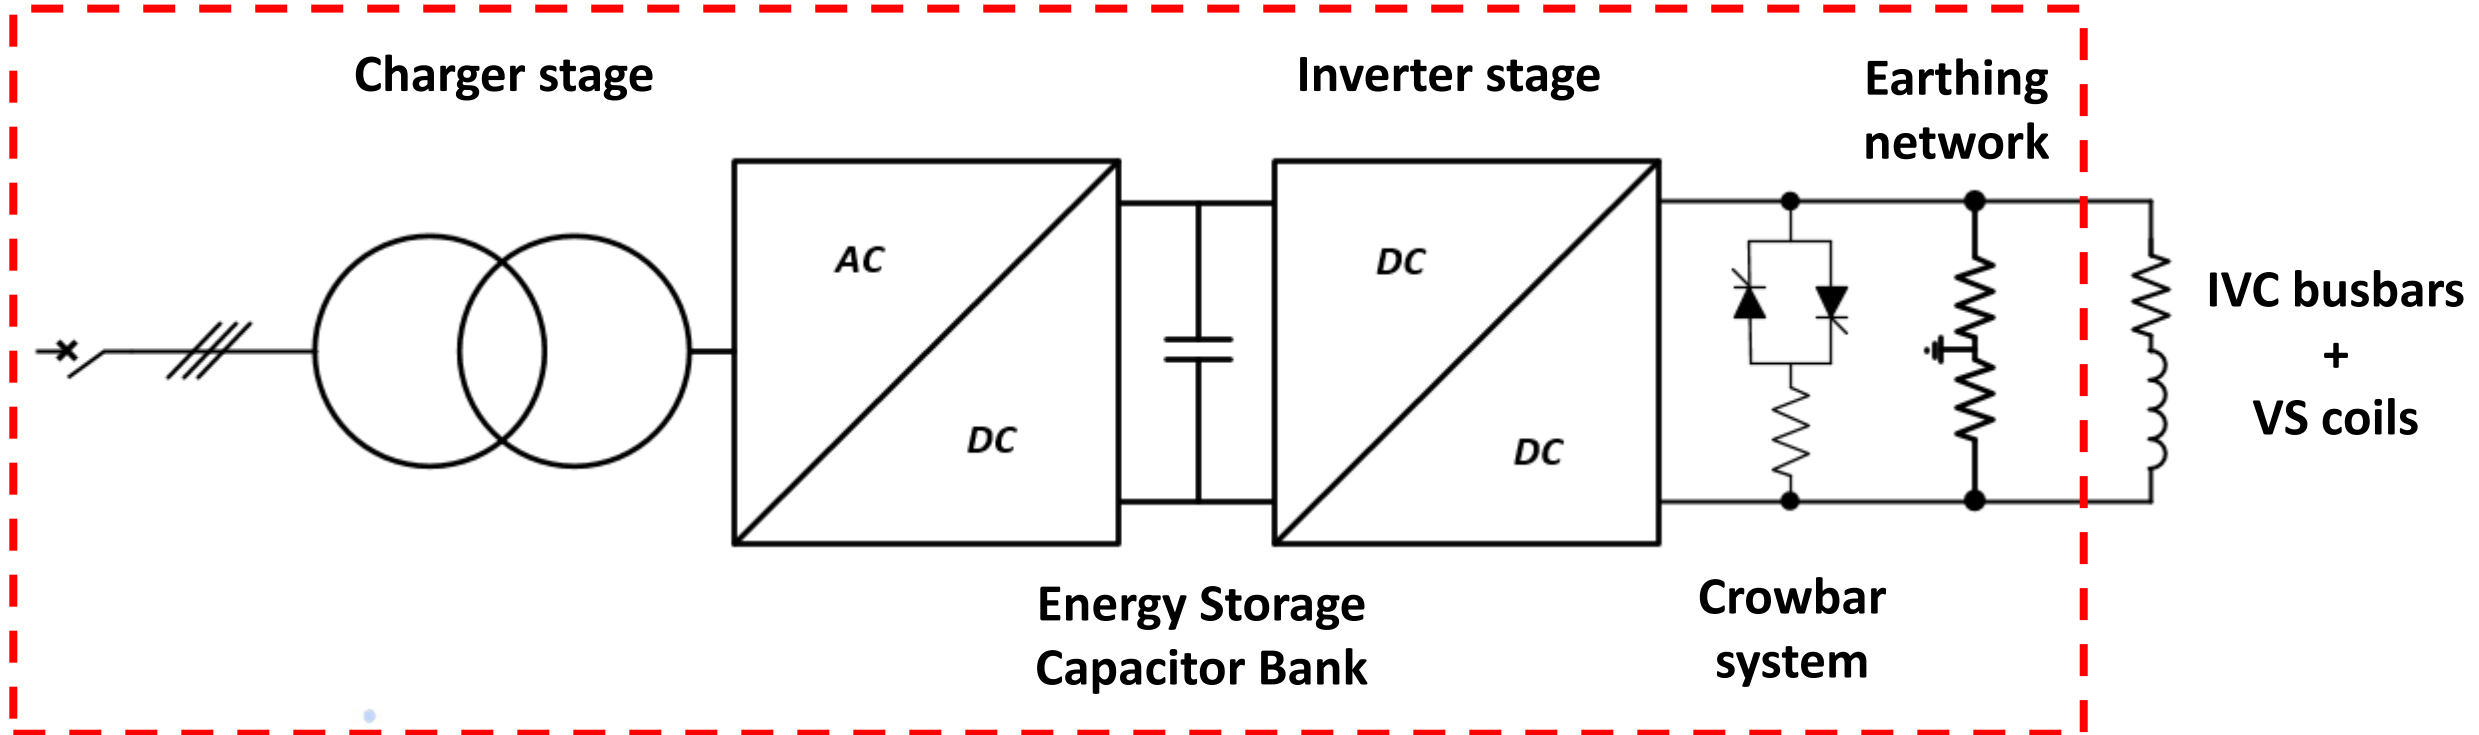 Charger stage
Inverter stage
Earthing
network
AC
DC
DC
DC
IVC busbars
+
VS coils
Energy Storage
Capacitor Bank
Crowbar
system